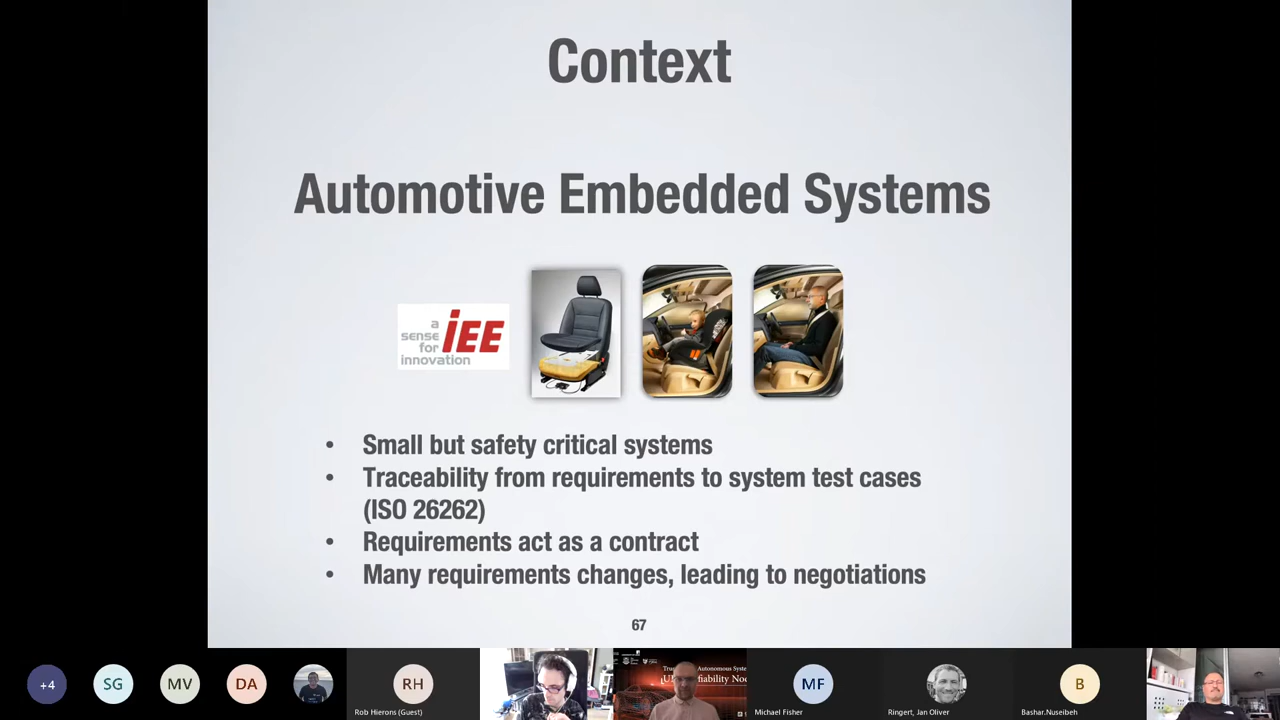 Context
Automotive Embedded Systems
a
sense
for
innovation
iEE
• Small but safety critical systems
• Traceability from requirements to system test cases
(ISO 26262)
• Requirements act as a contract
• Many requirements changes, leading to negotiations
67
+4
SG
MV
DA
RH
Rob Hierons (Guest)
Autonomous
MF
Michael Fisher
Ringert, Jan Oliver
B
Bashar.Nuseibeh